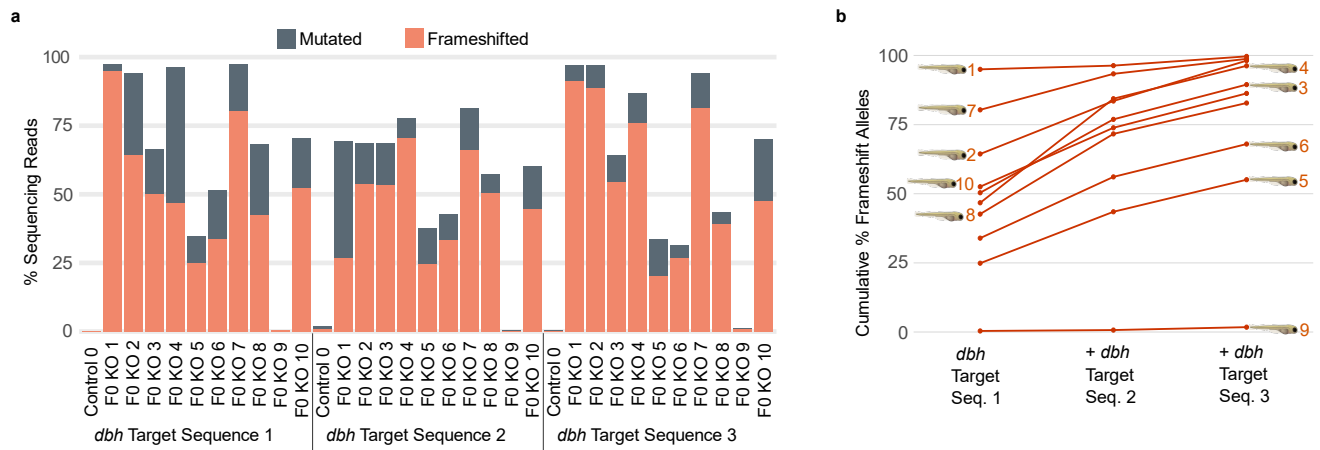 a
Mutated
Frameshifted
% Sequencing Reads
100
75
50
25
0
Control 0
F0 KO 1
F0 KO 2
F0 KO 3
F0 KO 4
F0 KO 5
F0 KO 6
F0 KO 7
F0 KO 8
F0 KO 9
F0 KO 10
Control 0
F0 KO 1
F0 KO 2
F0 KO 3
F0 KO 4
F0 KO 5
F0 KO 6
F0 KO 7
F0 KO 8
F0 KO 9
F0 KO 10
Control 0
F0 KO 1
F0 KO 2
F0 KO 3
F0 KO 4
F0 KO 5
F0 KO 6
F0 KO 7
F0 KO 8
F0 KO 9
F0 KO 10
dbh Target Sequence 1
dbh Target Sequence 2
dbh Target Sequence 3
b
Cumulative % Frameshift Alleles
100
75
50
25
0
1
7
2
10
8
4
3
6
5
9
dbh
Target
Seq. 1
+ dbh
Target
Seq. 2
+ dbh
Target
Seq. 3